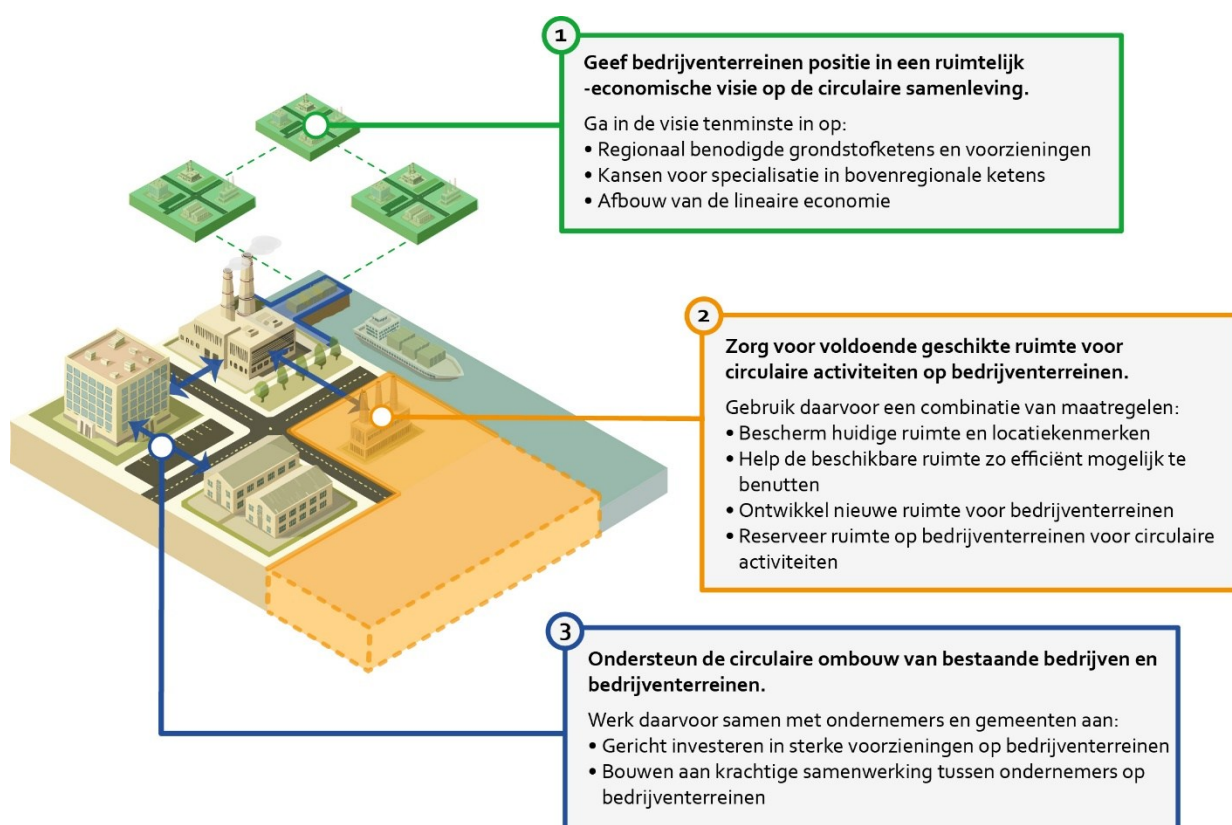 1
Geef bedrijventerreinen positie in een ruimtelijk
-economische visie op de circulaire samenleving.
Ga in de visie tenminste in op:
• Regionaal benodigde grondstofketens en voorzieningen
• Kansen voor specialisatie in bovenregionale ketens
• Afbouw van de lineaire economie
2
Zorg voor voldoende geschikte ruimte voor
circulaire activiteiten op bedrijventerreinen.
Gebruik daarvoor een combinatie van maatregelen:
• Bescherm huidige ruimte en locatiekenmerken
• Help de beschikbare ruimte zo efficiënt mogelijk te
benutten
• Ontwikkel nieuwe ruimte voor bedrijventerreinen
• Reserveer ruimte op bedrijventerreinen voor circulaire
activiteiten
3
Ondersteun de circulaire ombouw van bestaande bedrijven en
bedrijventerreinen.
Werk daarvoor samen met ondernemers en gemeenten aan:
• Gericht investeren in sterke voorzieningen op bedrijventerreinen
• Bouwen aan krachtige samenwerking tussen ondernemers op
bedrijventerreinen